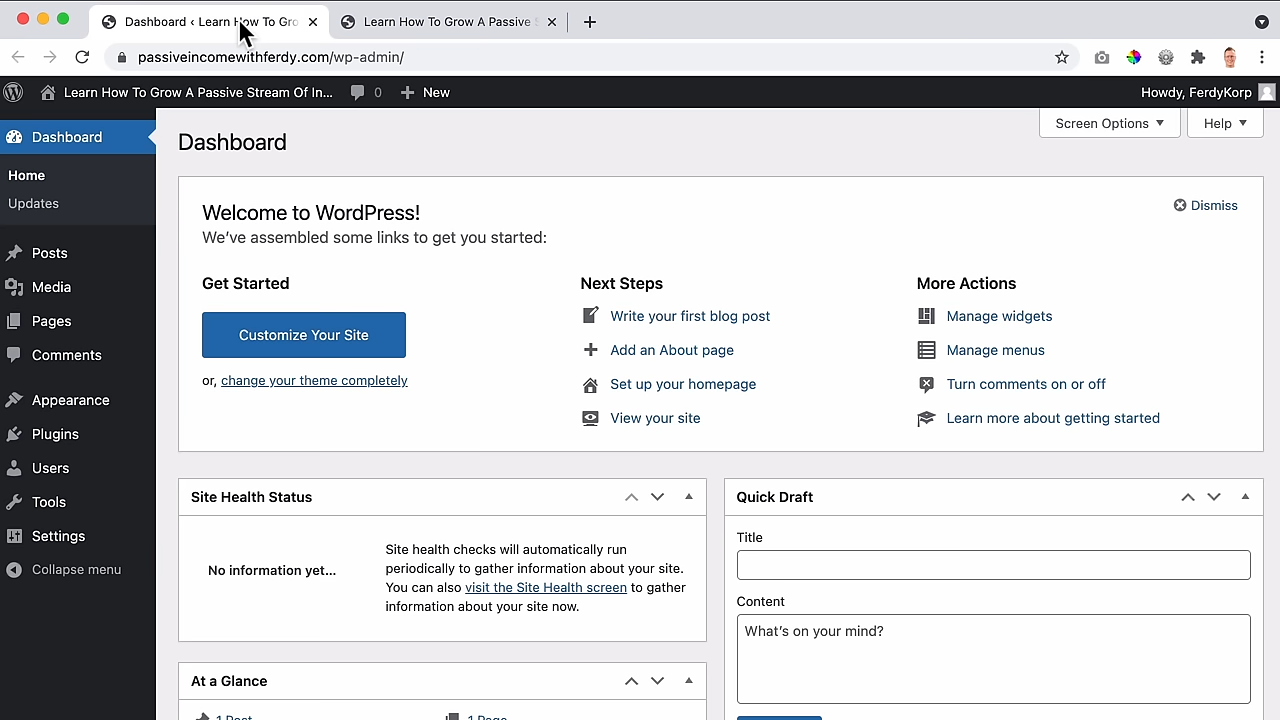 Dashboard ‹ Learn How To Gro
Learn How To Grow A Passive S
passiveincomewithferdy.com/wp-admin/
Learn How To Grow A Passive Stream Of In...
0
New
Howdy, FerdyKorp
Dashboard
Home
Updates
Posts
Media
Pages
Comments
Appearance
Plugins
Users
Tools
Settings
Collapse menu
Dashboard
Screen Options
Help
Welcome to WordPress!
We've assembled some links to get you started:
Dismiss
Get Started
Customize Your Site
or, change your theme completely
Next Steps
Write your first blog post
Add an About page
Set up your homepage
View your site
More Actions
Manage widgets
Manage menus
Turn comments on or off
Learn more about getting started
Site Health Status
No information yet...
Site health checks will automatically run
periodically to gather information about your site.
You can also visit the Site Health screen to gather
information about your site now.
At a Glance
1 Post
1 Page
Quick Draft
Title
Content
What's on your mind?